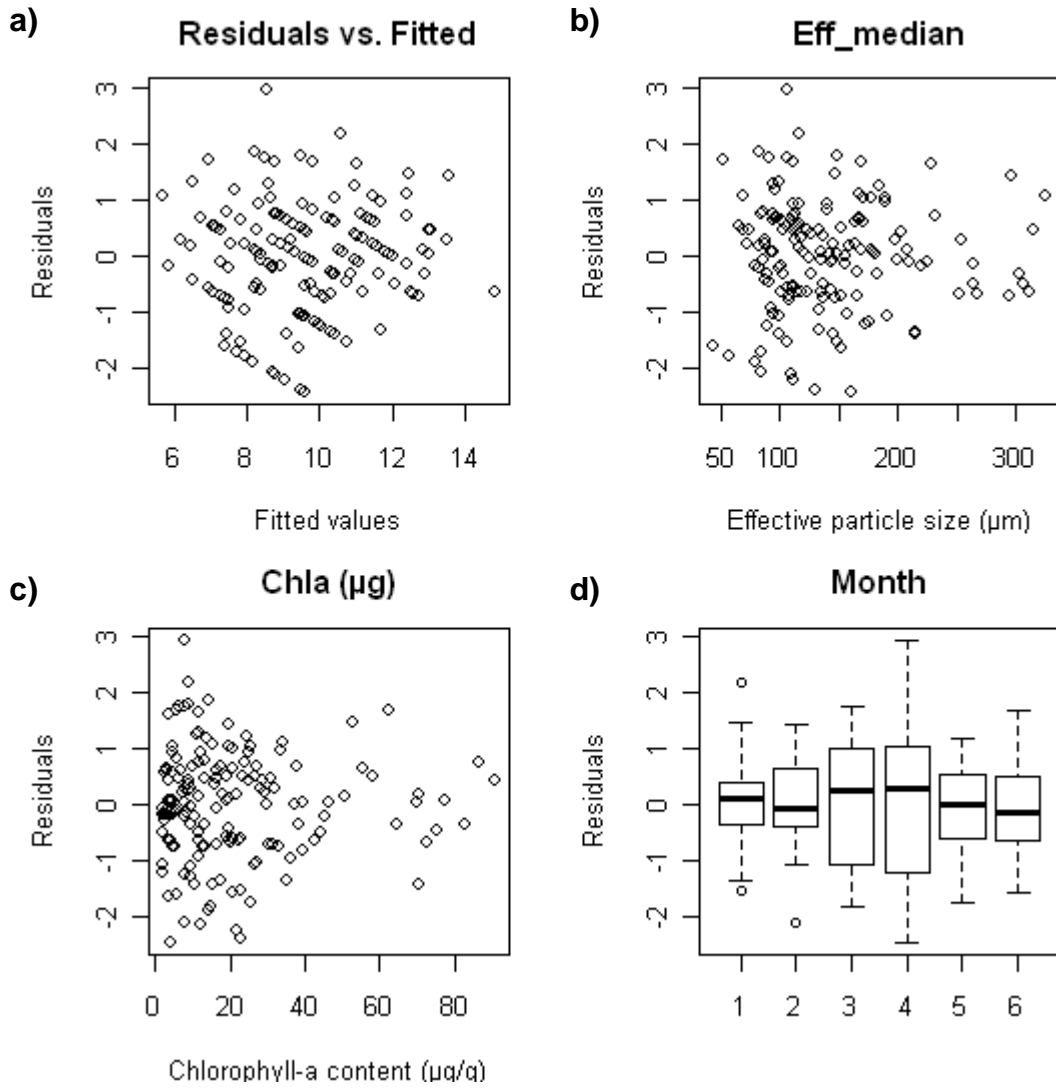 a)
Residuals vs. Fitted
3
2
1
0
-1
-2
Residuals
6 8 10 12 14
Fitted values
b)
Eff_median
3
2
1
0
-1
-2
Residuals
50 100 200 300
Effective particle size (µm)
c)
Chla (µg)
3
2
1
0
-1
-2
Residuals
0 20 40 60 80
Chlorophyll-a content (µg/g)
d)
Month
3
2
1
0
-1
-2
Residuals
1 2 3 4 5 6